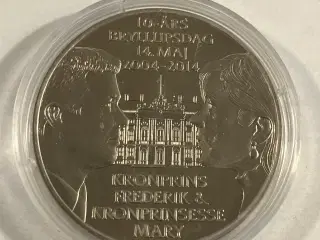 10-ÅRS
BRYLLUPSDAG
14. MAJ
2004-2014
KRONPRINS
FREDERIK &
KRONPRINSESSE
MARY